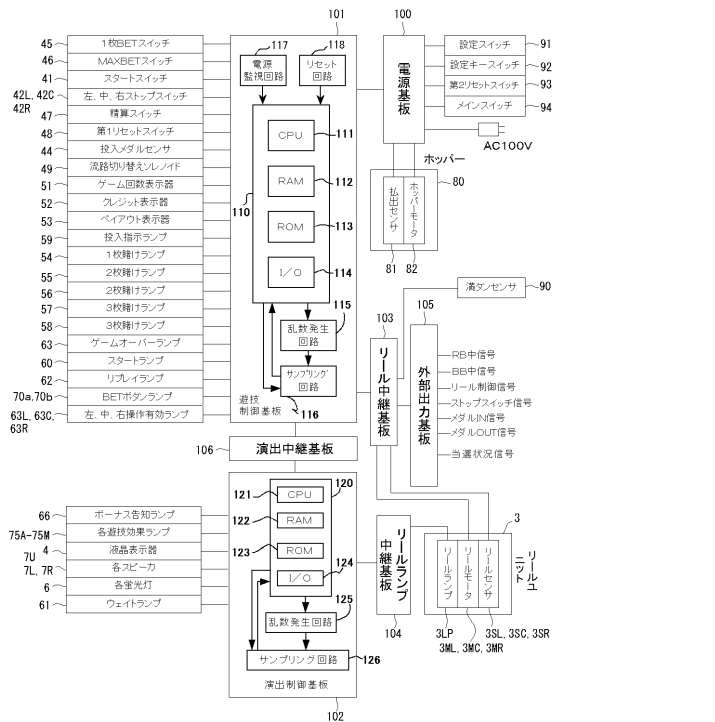 101
45
1枚BETスイッチ
46
MAXBETスイッチ
41
スタートスイッチ
42L, 42C
42R
左、中、右ストップスイッチ
47
精算スイッチ
48
第1リセットスイッチ
44
投入メダルセンサ
49
流路切り替えソレノイド
51
ゲーム回数表示器
52
クレジット表示器
53
ペイアウト表示器
59
投入指示ランプ
54
1枚賭けランプ
55
2枚賭けランプ
56
2枚賭けランプ
57
3枚賭けランプ
58
3枚賭けランプ
63
ゲームオーバーランプ
60
スタートランプ
62
リプレイランプ
70a,70b
BETボタンランプ
63L, 63C,
63R
左、中、右操作有効ランプ
117
電源
監視回路
118
リセット
回路
110
CPU
111
RAM
112
ROM
113
I/O
114
115
乱数発生
回路
サンプリング
回路
116
遊技
制御基板
106
演出中継基板
100
電源基板
設定スイッチ
91
設定キースイッチ
92
第2リセットスイッチ
93
メインスイッチ
94
AC100V
ホッパー
80
払出センサ
ホッパーモータ
81
82
満タンセンサ
90
103
リール中継基板
105
外部出力基板
RB中信号
BB中信号
リール制御信号
ストップスイッチ信号
メダルIN信号
メダルOUT信号
当選状況信号
66
ボーナス告知ランプ
75A-75M
各遊技効果ランプ
4
液晶表示器
7U
7L, 7R
各スピーカ
6
各蛍光灯
61
ウェイトランプ
120
121
CPU
122
RAM
123
ROM
124
I/O
125
乱数発生回路
サンプリング回路
126
演出制御基板
102
リールランプ
中継基板
104
3
リールランプ
リールモータ
リールセンサ
リールユ
ニット
3LP
3SL, 3SC, 3SR
3ML, 3MC, 3MR